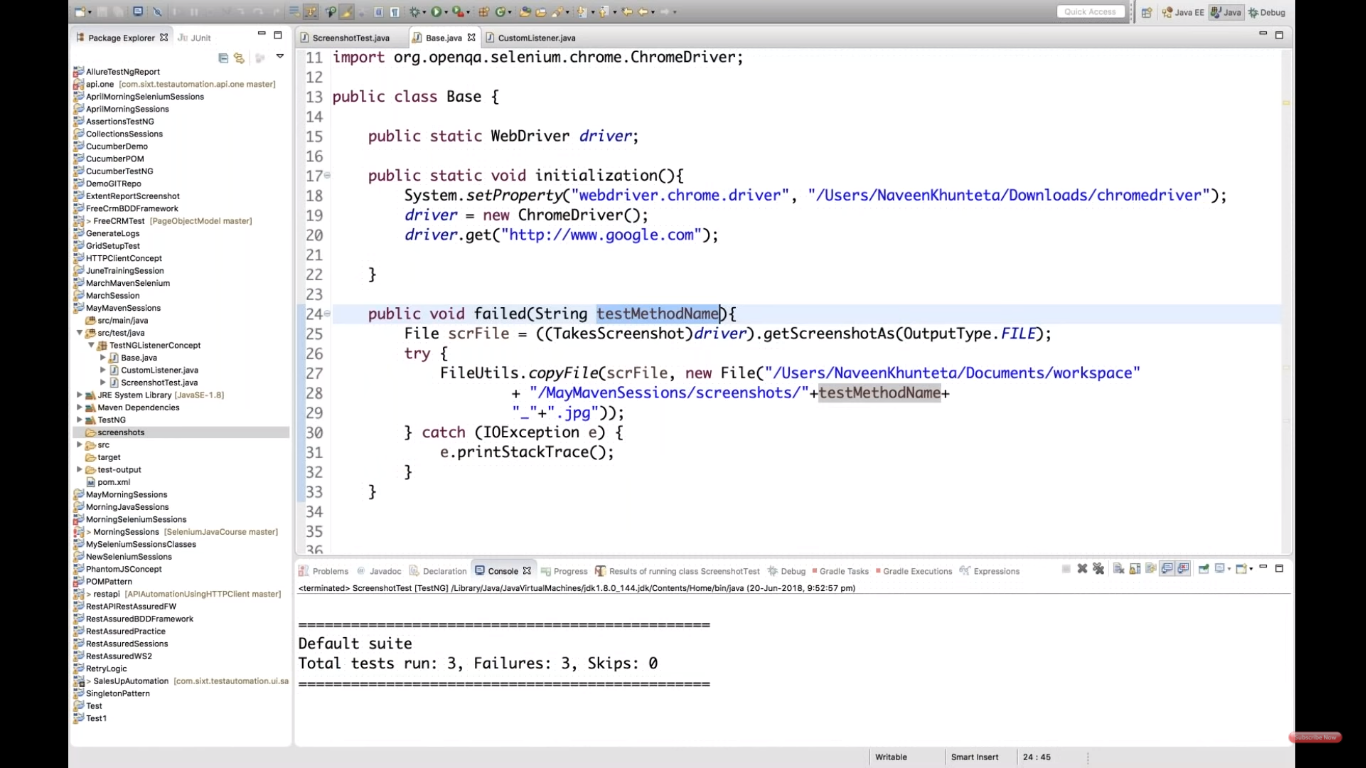 Quick Access
Java EE
Java
Debug
Package Explorer
JUnit
ScreenshotTest.java
Base.java
CustomListener.java
AllureTestNgReport
api.one [com.sixt.testautomation.api.one master]
AprilMorningSeleniumSessions
AprilMorningSessions
AssertionsTestNG
CollectionsSessions
CucumberDemo
CucumberPOM
CucumberTestNG
DemoGITRepo
ExtentReportScreenshot
FreeCrmBDDFramework
> FreeCRMTest [PageObjectModel master]
GenerateLogs
GridSetupTest
HTTPClientConcept
JuneTrainingSession
MarchMavenSelenium
MarchSession
MayMavenSessions
src/main/java
src/test/java
TestNGListenerConcept
Base.java
CustomListener.java
ScreenshotTest.java
JRE System Library [JavaSE-1.8]
Maven Dependencies
TestNG
screenshots
src
target
test-output
pom.xml
MayMorningSessions
MorningJavaSessions
MorningSeleniumSessions
> MorningSessions [SeleniumJavaCourse master]
MySeleniumSessionsClasses
NewSeleniumSessions
PhantomJSConcept
POMPattern
> restapi [APIAutomationUsingHTTPClient master]
RestAPIRestAssuredFW
RestAssuredBDDFramework
RestAssuredPractice
RestAssuredSessions
RestAssuredWS2
RetryLogic
> SalesUpAutomation [com.sixt.testautomation.ui.sa
SingletonPattern
Test
Test1
11 import org.openqa.selenium.chrome.ChromeDriver;
12
13 public class Base {
14
15 public static WebDriver driver;
16
17 public static void initialization(){
18 System.setProperty("webdriver.chrome.driver", "/Users/NaveenKhunteta/Downloads/chromedriver");
19 driver = new ChromeDriver();
20 driver.get("http://www.google.com");
21
22 }
23
24 public void failed(String testMethodName){
25 File scrFile = ((TakesScreenshot)driver).getScreenshotAs(OutputType.FILE);
26 try {
27 FileUtils.copyFile(scrFile, new File("/Users/NaveenKhunteta/Documents/workspace"
28 + "/MayMavenSessions/screenshots/"+testMethodName+
29 "_"+".jpg"));
30 } catch (IOException e) {
31 e.printStackTrace();
32 }
33 }
34
35
36
Problems
Javadoc
Declaration
Console
Progress
Results of running class ScreenshotTest
Debug
Gradle Tasks
Gradle Executions
Expressions
<terminated> ScreenshotTest [TestNG] /Library/Java/JavaVirtualMachines/jdk1.8.0_144.jdk/Contents/Home/bin/java (20-Jun-2018, 9:52:57 pm)
===============================================
Default suite
Total tests run: 3, Failures: 3, Skips: 0
===============================================
Writable
Smart Insert
24 : 45
Subscribe Now